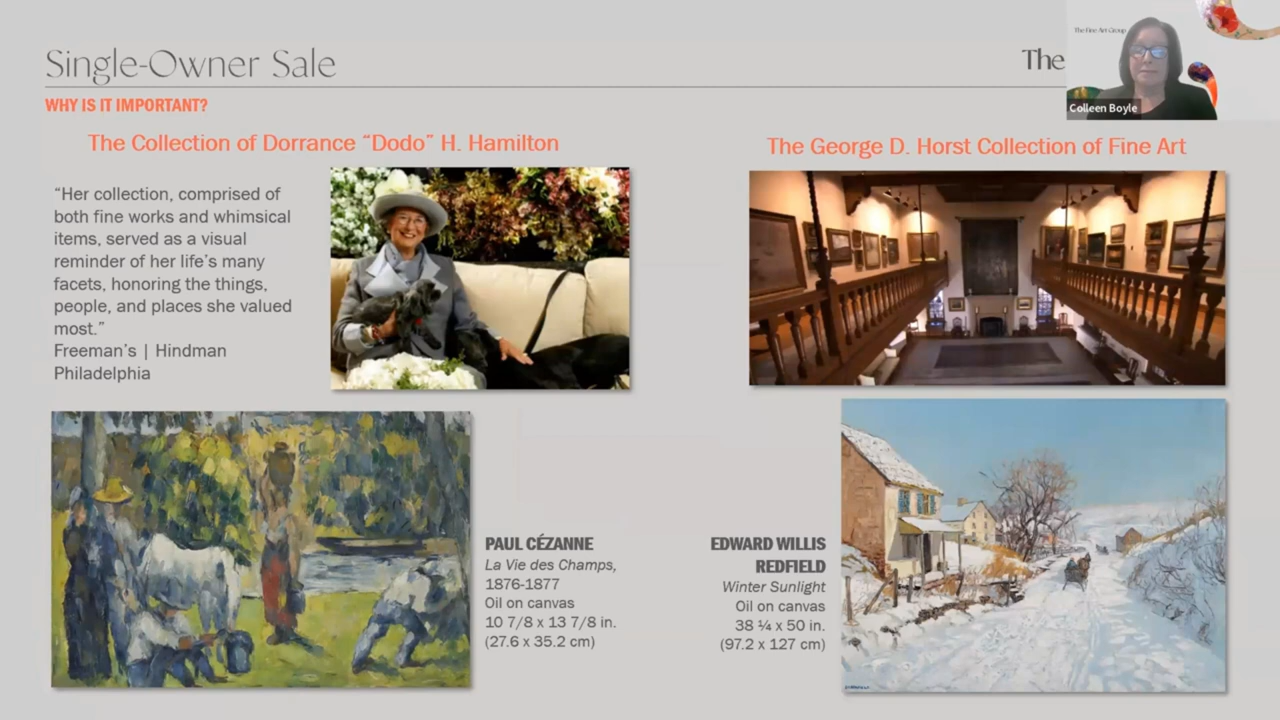 Single-Owner Sale
The
The Fine Art Group
Colleen Boyle
WHY IS IT IMPORTANT?
The Collection of Dorrance “Dodo” H. Hamilton
“Her collection, comprised of
both fine works and whimsical
items, served as a visual
reminder of her life’s many
facets, honoring the things,
people, and places she valued
most.”
Freeman’s | Hindman
Philadelphia
PAUL CÉZANNE
La Vie des Champs,
1876-1877
Oil on canvas
10 7/8 x 13 7/8 in.
(27.6 x 35.2 cm)
The George D. Horst Collection of Fine Art
EDWARD WILLIS
REDFIELD
Winter Sunlight
Oil on canvas
38 ¼ x 50 in.
(97.2 x 127 cm)